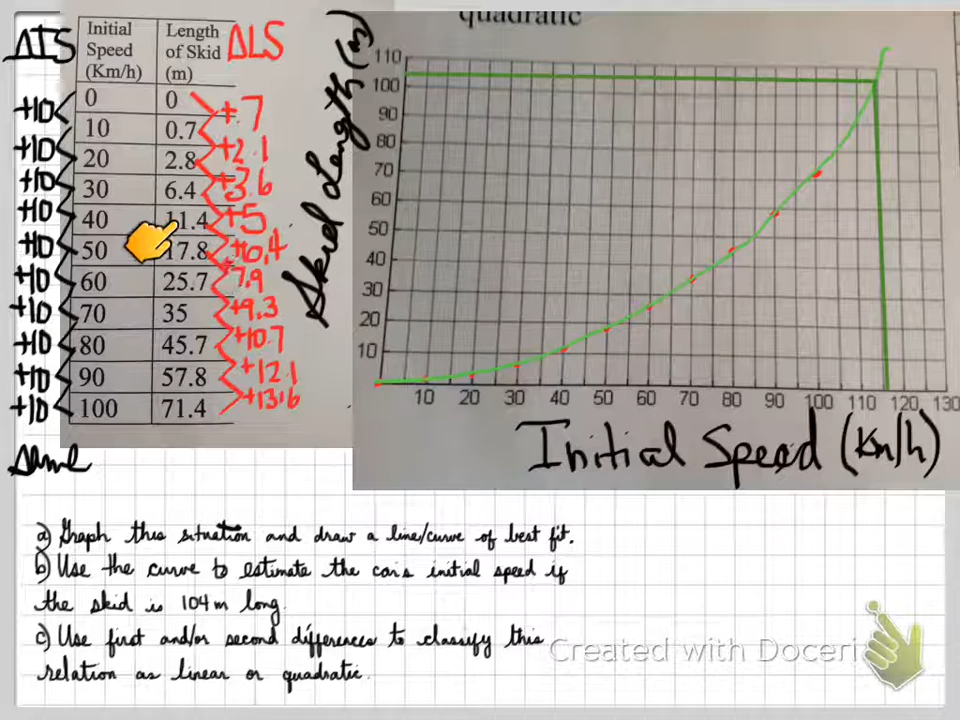 quadratic
ΔIS Initial Speed (Km/h) Length of Skid (m) ΔLS
0 0
+10 +7
10 0.7
+10 +2.1
20 2.8
+10 +3.6
30 6.4
+10 +5
40 11.4
+10 +6.4
50 17.8
+10 7.9
60 25.7
+10 +9.3
70 35
+10 +10.7
80 45.7
+10 +12.1
90 57.8
+10 +13.6
100 71.4
Same
Skid Length (m)
110
100
90
80
70
60
50
40
30
20
10
10 20 30 40 50 60 70 80 90 100 110 120 130
Initial Speed (Km/h)
a) Graph this situation and draw a line/curve of best fit.
b) Use the curve to estimate the car's initial speed if
the skid is 104 m long.
c) Use first and/or second differences to classify this
relation as linear or quadratic.
Created with Doceri